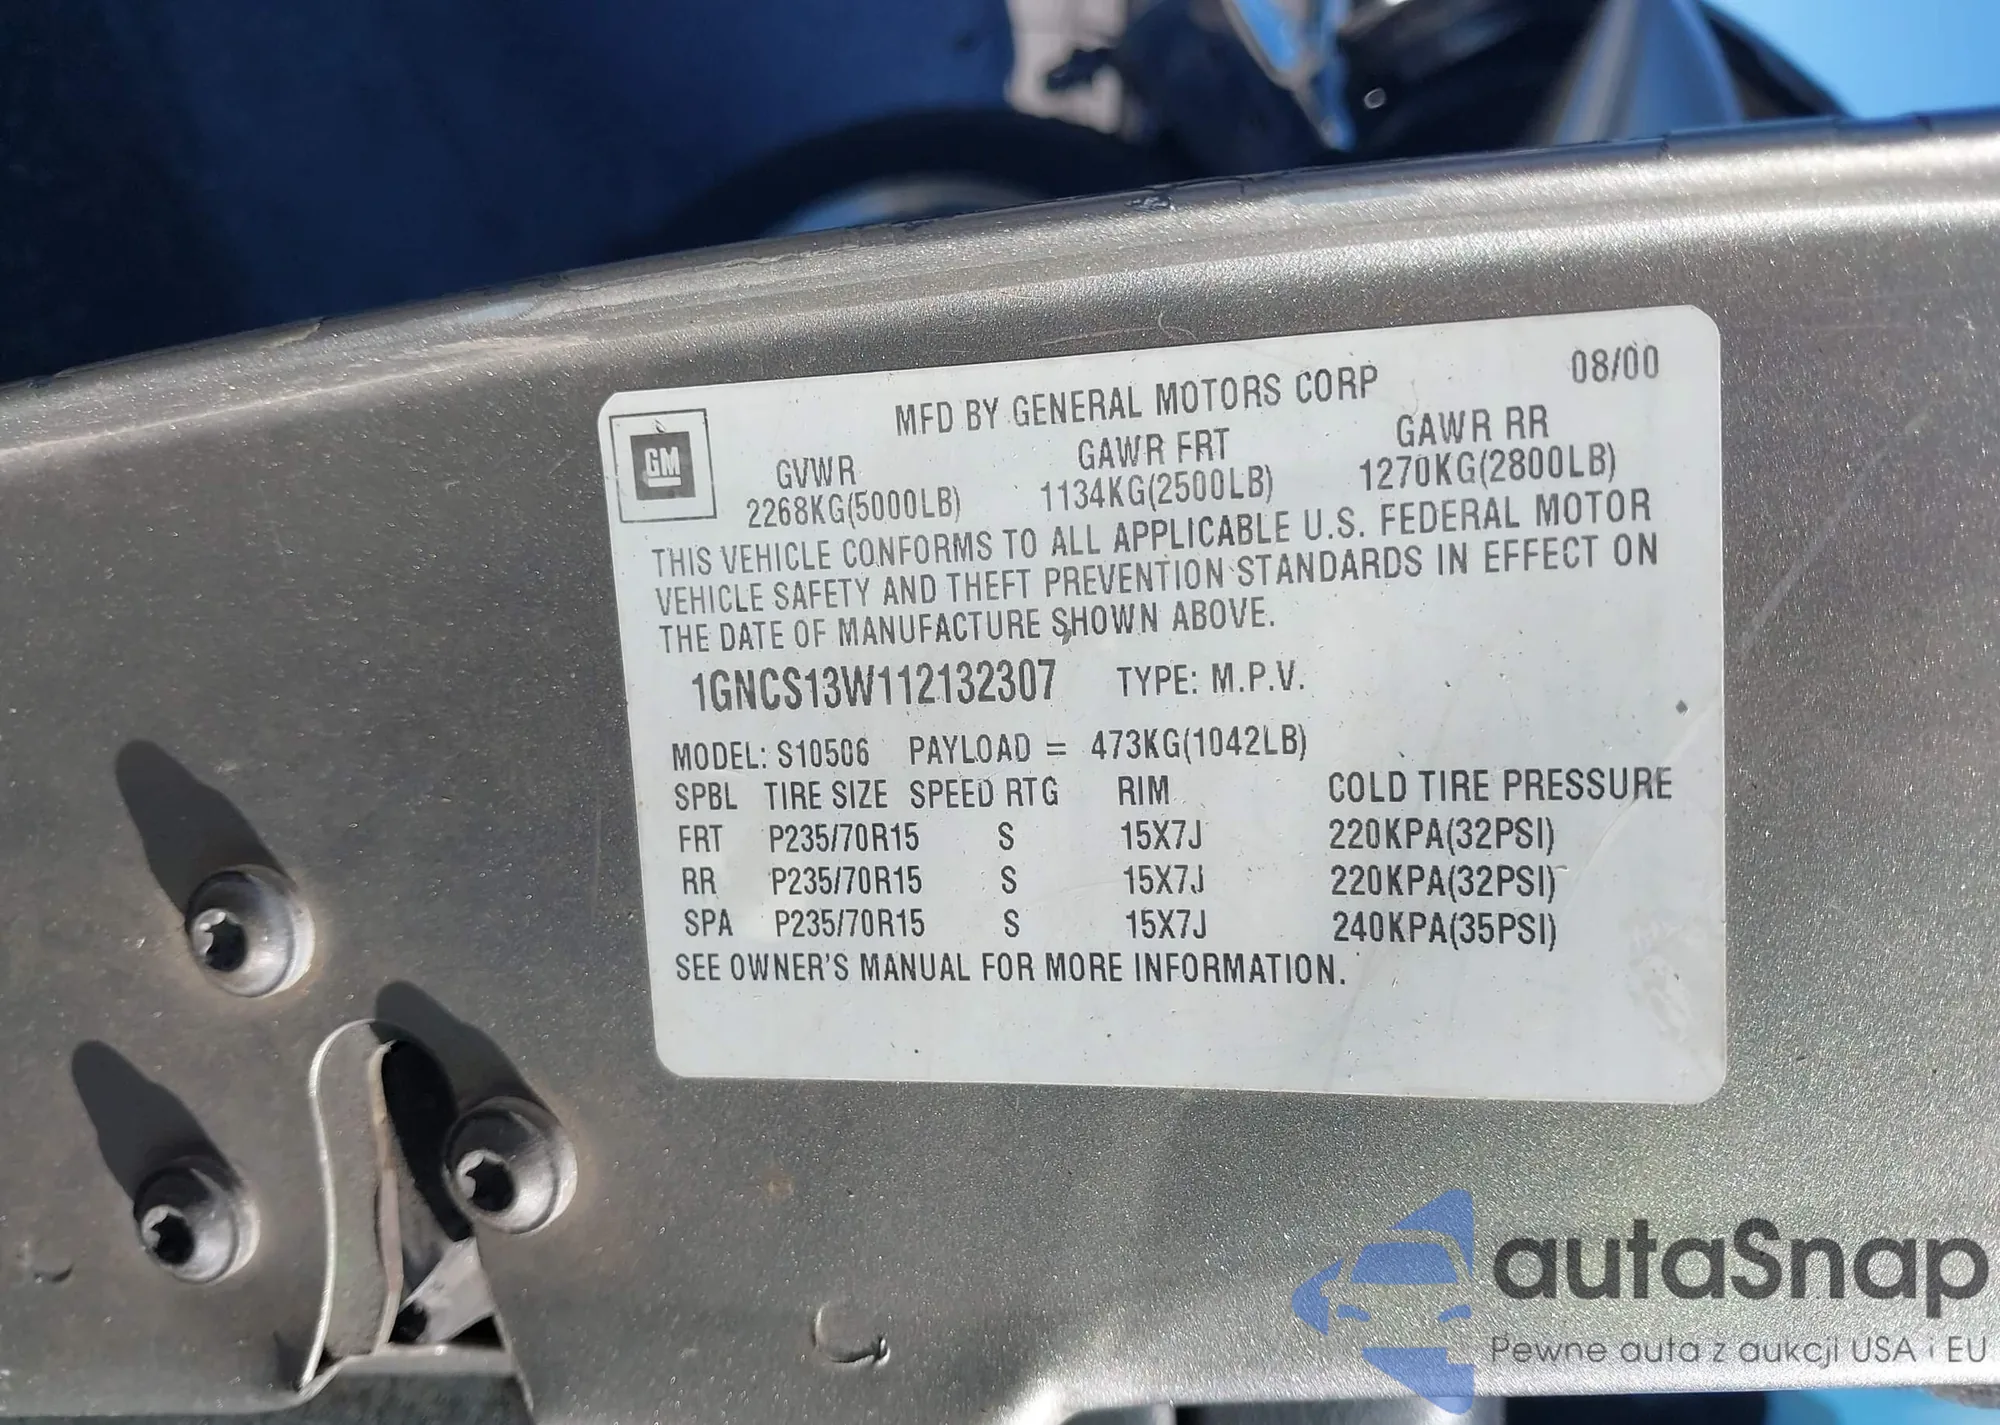 MFD BY GENERAL MOTORS CORP 08/00
GM
GVWR GAWR FRT GAWR RR
2268KG(5000LB) 1134KG(2500LB) 1270KG(2800LB)
THIS VEHICLE CONFORMS TO ALL APPLICABLE U.S. FEDERAL MOTOR
VEHICLE SAFETY AND THEFT PREVENTION STANDARDS IN EFFECT ON
THE DATE OF MANUFACTURE SHOWN ABOVE.
1GNCS13W112132307 TYPE: M.P.V.
MODEL: S10506 PAYLOAD = 473KG(1042LB)
SPBL TIRE SIZE SPEED RTG RIM COLD TIRE PRESSURE
FRT P235/70R15 S 15X7J 220KPA(32PSI)
RR P235/70R15 S 15X7J 220KPA(32PSI)
SPA P235/70R15 S 15X7J 240KPA(35PSI)
SEE OWNER'S MANUAL FOR MORE INFORMATION.
autaSnap
Pewne auta z aukcji USA i EU